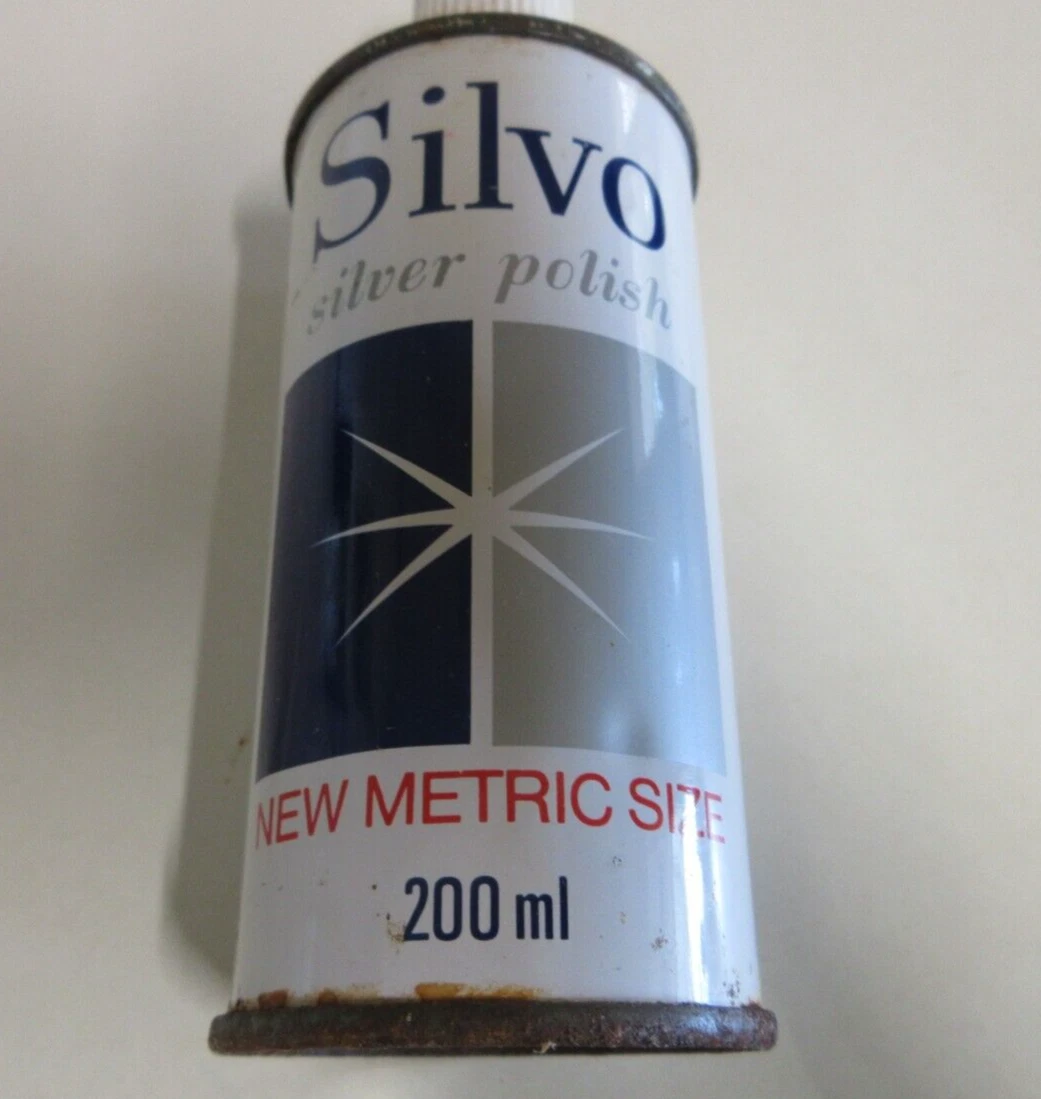 Silvo
silver polish
NEW METRIC SIZE
200 ml